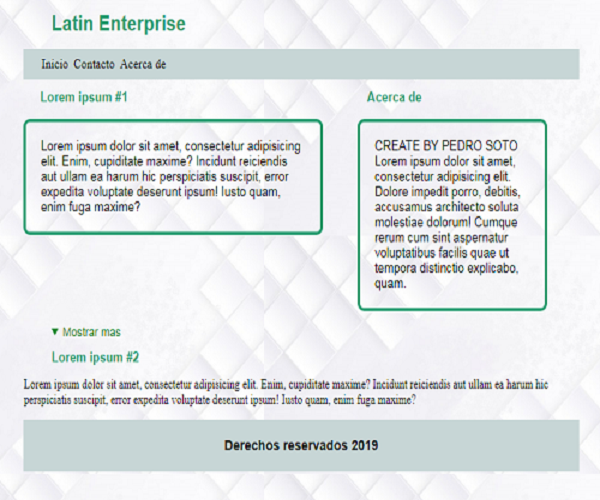 Latin Enterprise
Inicio Contacto Acerca de
Lorem ipsum #1
Lorem ipsum dolor sit amet, consectetur adipisicing
elit. Enim, cupiditate maxime? Incidunt reiciendis
aut ullam ea harum hic perspiciatis suscipit, error
expedita voluptate deserunt ipsum! Iusto quam,
enim fuga maxime?
Acerca de
CREATE BY PEDRO SOTO
Lorem ipsum dolor sit amet,
consectetur adipisicing elit.
Dolore impedit porro, debitis,
accusamus architecto soluta
molestiae dolorum! Cumque
rerum cum sint aspernatur
voluptatibus facilis quae ut
tempora distinctio explicabo,
quam.
▼ Mostrar mas
Lorem ipsum #2
Lorem ipsum dolor sit amet, consectetur adipisicing elit. Enim, cupiditate maxime? Incidunt reiciendis aut ullam ea harum hic
perspiciatis suscipit, error expedita voluptate deserunt ipsum! Iusto quam, enim fuga maxime?
Derechos reservados 2019